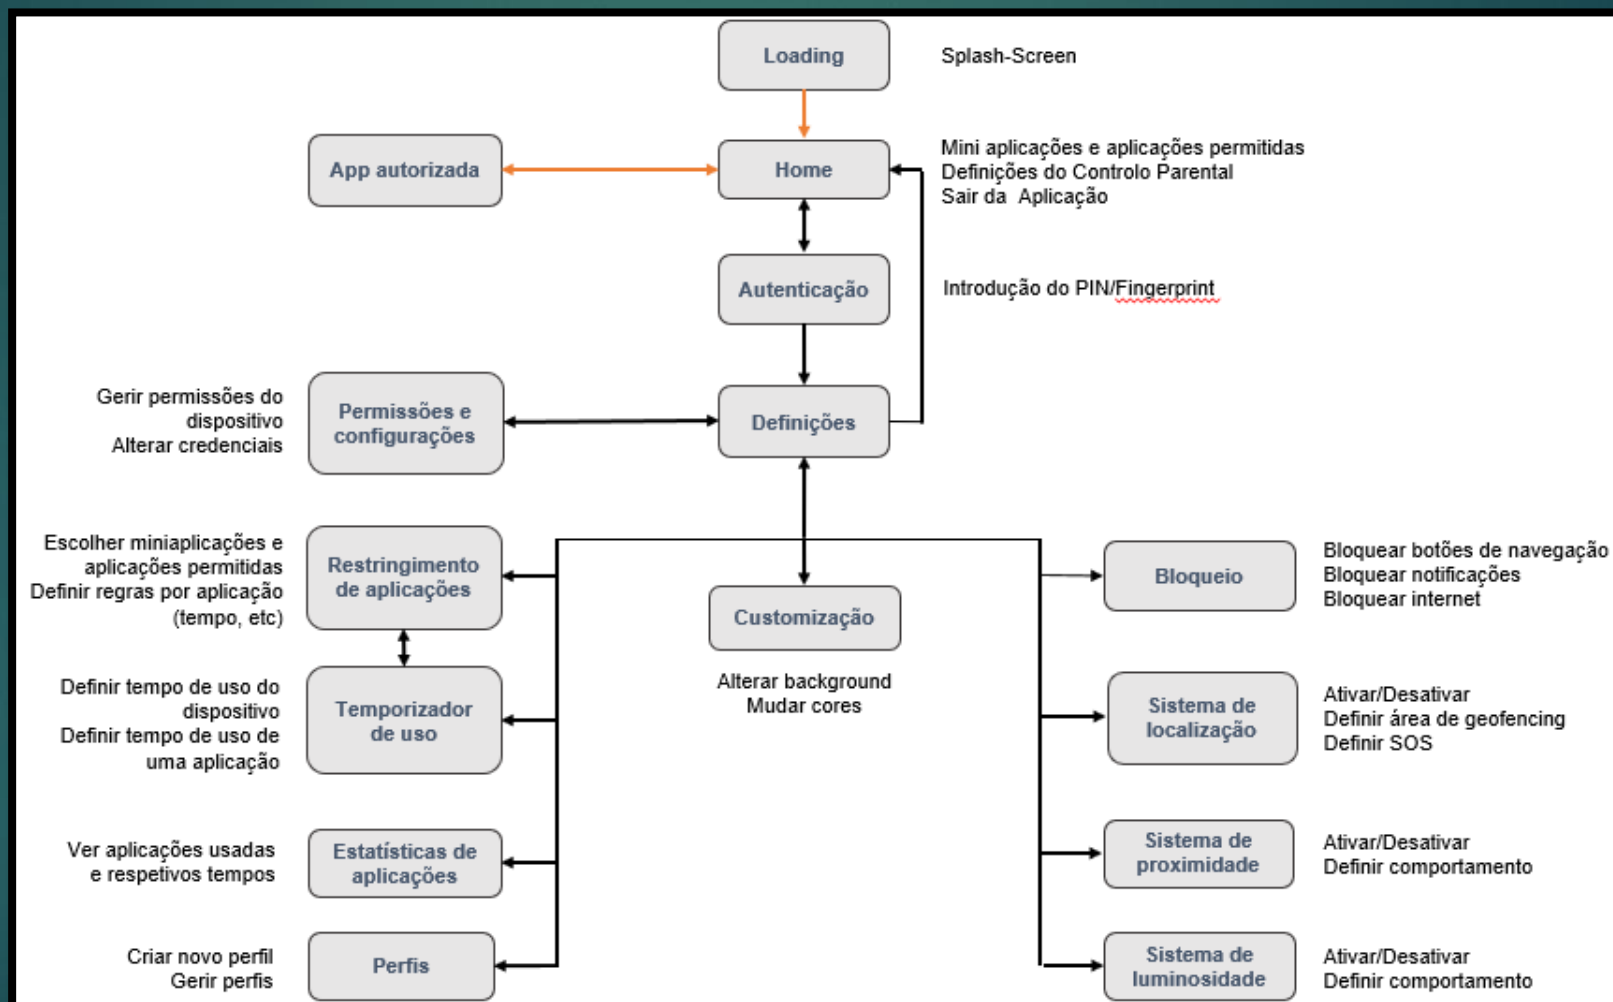 Loading
Splash-Screen
App autorizada
Home
Mini aplicações e aplicações permitidas
Definições do Controlo Parental
Sair da  Aplicação
Autenticação
Introdução do PIN/Fingerprint
Gerir permissões do
dispositivo
Alterar credenciais
Permissões e
configurações
Definições
Escolher miniaplicações e
aplicações permitidas
Definir regras por aplicação
(tempo, etc)
Restringimento
de aplicações
Customização
Alterar background
Mudar cores
Bloqueio
Bloquear botões de navegação
Bloquear notificações
Bloquear internet
Definir tempo de uso do
dispositivo
Definir tempo de uso de
uma aplicação
Temporizador
de uso
Sistema de
localização
Ativar/Desativar
Definir área de geofencing
Definir SOS
Ver aplicações usadas
e respetivos tempos
Estatísticas de
aplicações
Sistema de
proximidade
Ativar/Desativar
Definir comportamento
Criar novo perfil
Gerir perfis
Perfis
Sistema de
luminosidade
Ativar/Desativar
Definir comportamento